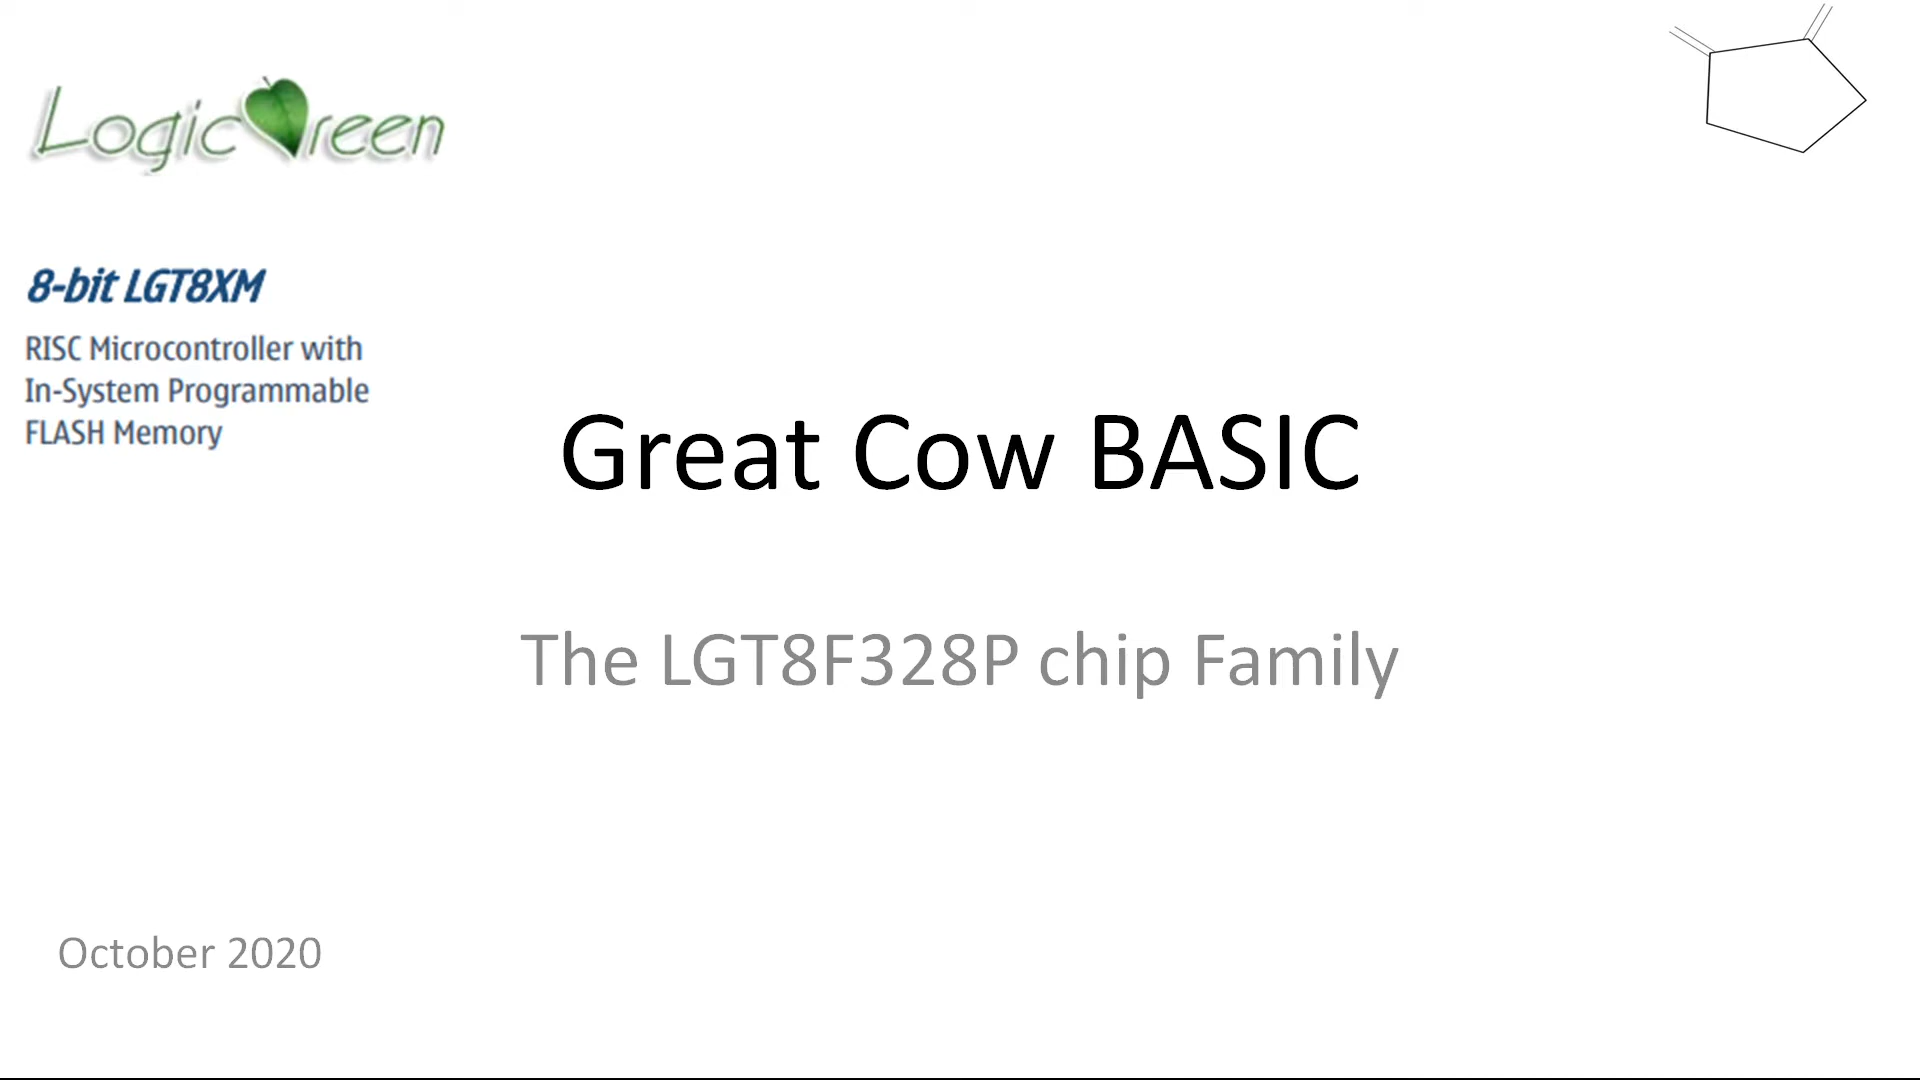 LogicGreen
8-bit LGT8XM
RISC Microcontroller with
In-System Programmable
FLASH Memory
Great Cow BASIC
The LGT8F328P chip Family
October 2020